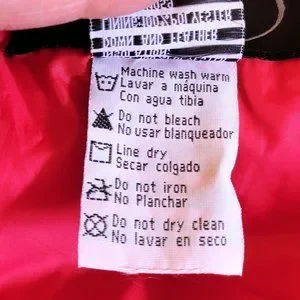 Machine wash warm
Lavar a máquina
Con agua tibia
Do not bleach
No usar blanqueador
Line dry
Secar colgado
Do not iron
No Planchar
Do not dry clean
No lavar en seco